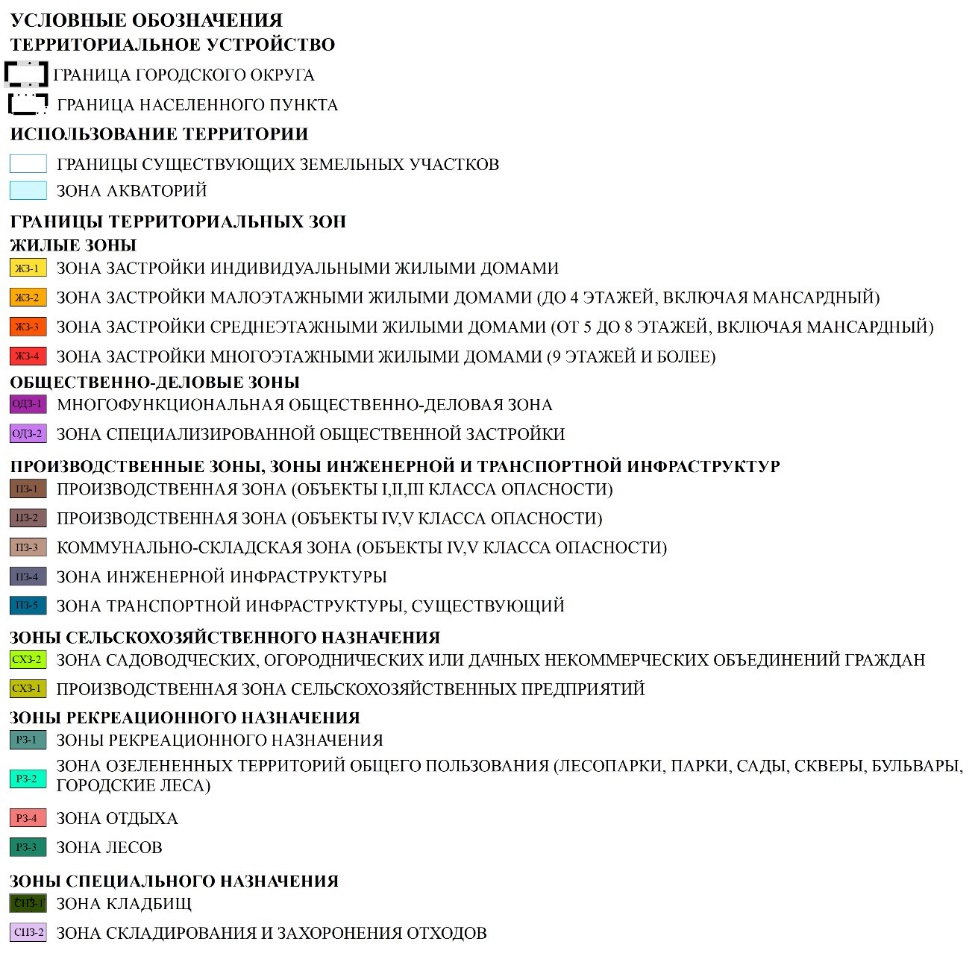 УСЛОВНЫЕ ОБОЗНАЧЕНИЯ
ТЕРРИТОРИАЛЬНОЕ УСТРОЙСТВО
ГРАНИЦА ГОРОДСКОГО ОКРУГА
ГРАНИЦА НАСЕЛЕННОГО ПУНКТА
ИСПОЛЬЗОВАНИЕ ТЕРРИТОРИИ
ГРАНИЦЫ СУЩЕСТВУЮЩИХ ЗЕМЕЛЬНЫХ УЧАСТКОВ
ЗОНА АКВАТОРИЙ
ГРАНИЦЫ ТЕРРИТОРИАЛЬНЫХ ЗОН
ЖИЛЫЕ ЗОНЫ
ЖЗ-1 ЗОНА ЗАСТРОЙКИ ИНДИВИДУАЛЬНЫМИ ЖИЛЫМИ ДОМАМИ
ЖЗ-2 ЗОНА ЗАСТРОЙКИ МАЛОЭТАЖНЫМИ ЖИЛЫМИ ДОМАМИ (ДО 4 ЭТАЖЕЙ, ВКЛЮЧАЯ МАНСАРДНЫЙ)
ЖЗ-3 ЗОНА ЗАСТРОЙКИ СРЕДНЕЭТАЖНЫМИ ЖИЛЫМИ ДОМАМИ (ОТ 5 ДО 8 ЭТАЖЕЙ, ВКЛЮЧАЯ МАНСАРДНЫЙ)
ЖЗ-4 ЗОНА ЗАСТРОЙКИ МНОГОЭТАЖНЫМИ ЖИЛЫМИ ДОМАМИ (9 ЭТАЖЕЙ И БОЛЕЕ)
ОБЩЕСТВЕННО-ДЕЛОВЫЕ ЗОНЫ
ОДЗ-1 МНОГОФУНКЦИОНАЛЬНАЯ ОБЩЕСТВЕННО-ДЕЛОВАЯ ЗОНА
ОДЗ-2 ЗОНА СПЕЦИАЛИЗИРОВАННОЙ ОБЩЕСТВЕННОЙ ЗАСТРОЙКИ
ПРОИЗВОДСТВЕННЫЕ ЗОНЫ, ЗОНЫ ИНЖЕНЕРНОЙ И ТРАНСПОРТНОЙ ИНФРАСТРУКТУР
ПЗ-1 ПРОИЗВОДСТВЕННАЯ ЗОНА (ОБЪЕКТЫ I,II,III КЛАССА ОПАСНОСТИ)
ПЗ-2 ПРОИЗВОДСТВЕННАЯ ЗОНА (ОБЪЕКТЫ IV,V КЛАССА ОПАСНОСТИ)
ПЗ-3 КОММУНАЛЬНО-СКЛАДСКАЯ ЗОНА (ОБЪЕКТЫ IV,V КЛАССА ОПАСНОСТИ)
ПЗ-4 ЗОНА ИНЖЕНЕРНОЙ ИНФРАСТРУКТУРЫ
ПЗ-5 ЗОНА ТРАНСПОРТНОЙ ИНФРАСТРУКТУРЫ, СУЩЕСТВУЮЩИЙ
ЗОНЫ СЕЛЬСКОХОЗЯЙСТВЕННОГО НАЗНАЧЕНИЯ
СХЗ-2 ЗОНА САДОВОДЧЕСКИХ, ОГОРОДНИЧЕСКИХ ИЛИ ДАЧНЫХ НЕКОММЕРЧЕСКИХ ОБЪЕДИНЕНИЙ ГРАЖДАН
СХЗ-1 ПРОИЗВОДСТВЕННАЯ ЗОНА СЕЛЬСКОХОЗЯЙСТВЕННЫХ ПРЕДПРИЯТИЙ
ЗОНЫ РЕКРЕАЦИОННОГО НАЗНАЧЕНИЯ
РЗ-1 ЗОНЫ РЕКРЕАЦИОННОГО НАЗНАЧЕНИЯ
РЗ-2 ЗОНА ОЗЕЛЕНЕННЫХ ТЕРРИТОРИЙ ОБЩЕГО ПОЛЬЗОВАНИЯ (ЛЕСОПАРКИ, ПАРКИ, САДЫ, СКВЕРЫ, БУЛЬВАРЫ,
ГОРОДСКИЕ ЛЕСА)
РЗ-4 ЗОНА ОТДЫХА
РЗ-3 ЗОНА ЛЕСОВ
ЗОНЫ СПЕЦИАЛЬНОГО НАЗНАЧЕНИЯ
СПЗ-1 ЗОНА КЛАДБИЩ
СПЗ-2 ЗОНА СКЛАДИРОВАНИЯ И ЗАХОРОНЕНИЯ ОТХОДОВ